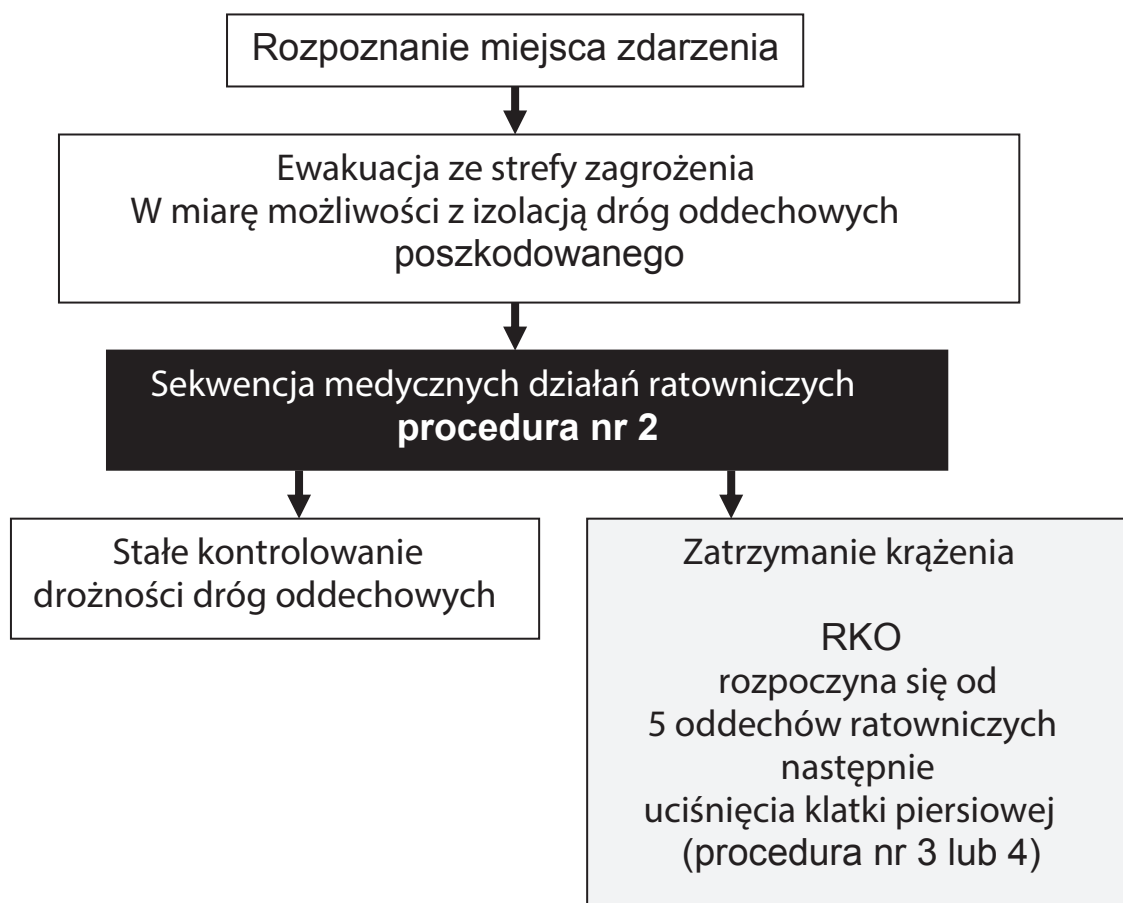 Rozpoznanie miejsca zdarzenia
Ewakuacja ze strefy zagrożenia
W miarę możliwości z izolacją dróg oddechowych
poszkodowanego
Sekwencja medycznych działań ratowniczych
procedura nr 2
Stałe kontrolowanie
drożności dróg oddechowych
Zatrzymanie krążenia
RKO
rozpoczyna się od
5 oddechów ratowniczych
następnie
uciśnięcia klatki piersiowej
(procedura nr 3 lub 4)